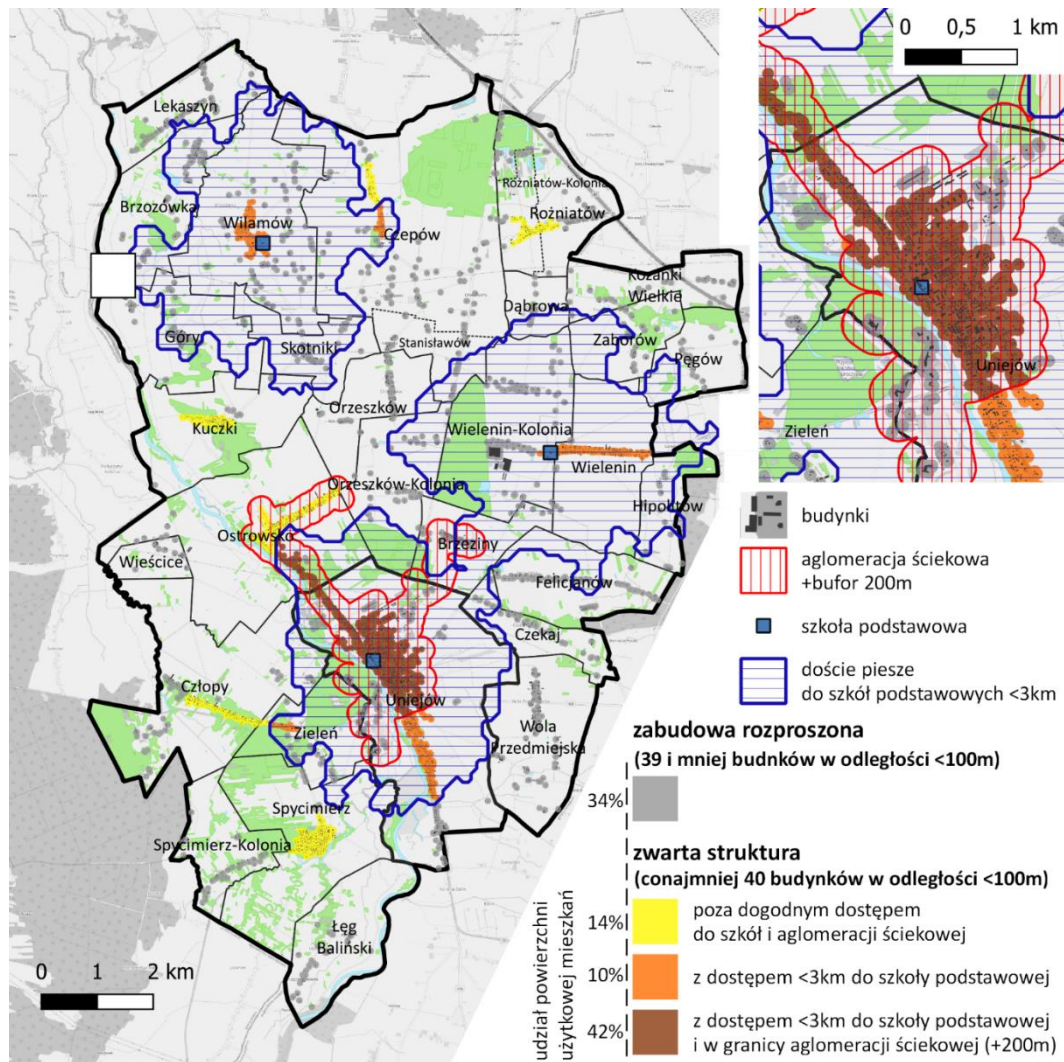 0 0,5 1 km
Lekaszyn
Brzozówka
Wilamów
Czepów
Rożniatów-Kolonia
Rożniatów
Kozanki
Wielkie
Dąbrowa
Zaborów
Pęgów
Góry
Skotniki
Stanisławów
Orzeszków
Kuczki
Wielenin-Kolonia
Wielenin
Orzeszków-Kolonia
Hipolitów
Ostrowsko
Brzeziny
Wieścice
Felicjanów
Czekaj
Człopy
Uniejów
Zieleń
Wola
Przedmiejska
Spycimierz
Spycimierz-Kolonia
Łęg
Baliński
0 1 2 km
Uniejów
Zieleń
budynki
aglomeracja ściekowa
+bufor 200m
szkoła podstawowa
doście piesze
do szkół podstawowych <3km
zabudowa rozproszona
(39 i mniej budnków w odległości <100m)
34%
zwarta struktura
(conajmniej 40 budynków w odległości <100m)
udział powierzchni
użytkowej mieszkań
14%
poza dogodnym dostępem
do szkół i aglomeracji ściekowej
10%
z dostępem <3km do szkoły podstawowej
42%
z dostępem <3km do szkoły podstawowej
i w granicy aglomeracji ściekowej (+200m)